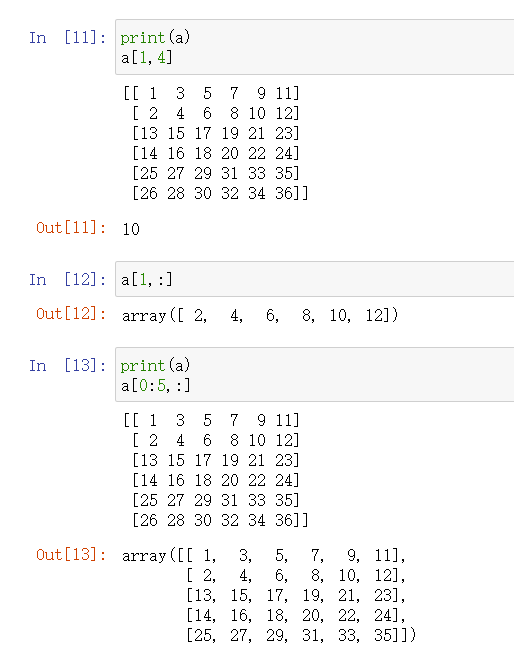 In [11]: print(a)
a[1,4]
[[ 1  3  5  7  9 11]
 [ 2  4  6  8 10 12]
 [13 15 17 19 21 23]
 [14 16 18 20 22 24]
 [25 27 29 31 33 35]
 [26 28 30 32 34 36]]
Out[11]: 10
In [12]: a[1,:]
Out[12]: array([ 2,  4,  6,  8, 10, 12])
In [13]: print(a)
a[0:5,:]
[[ 1  3  5  7  9 11]
 [ 2  4  6  8 10 12]
 [13 15 17 19 21 23]
 [14 16 18 20 22 24]
 [25 27 29 31 33 35]
 [26 28 30 32 34 36]]
Out[13]: array([[ 1,  3,  5,  7,  9, 11],
       [ 2,  4,  6,  8, 10, 12],
       [13, 15, 17, 19, 21, 23],
       [14, 16, 18, 20, 22, 24],
       [25, 27, 29, 31, 33, 35]])